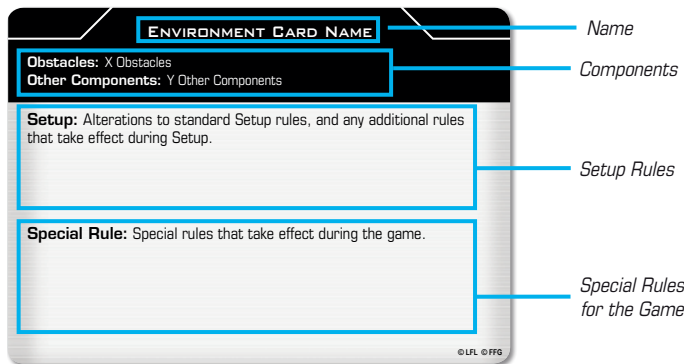 Environment Card Name
Name
Obstacles: X Obstacles
Other Components: Y Other Components
Components
Setup: Alterations to standard Setup rules, and any additional rules
that take effect during Setup.
Setup Rules
Special Rule: Special rules that take effect during the game.
Special Rules
for the Game
© LFL © FFG